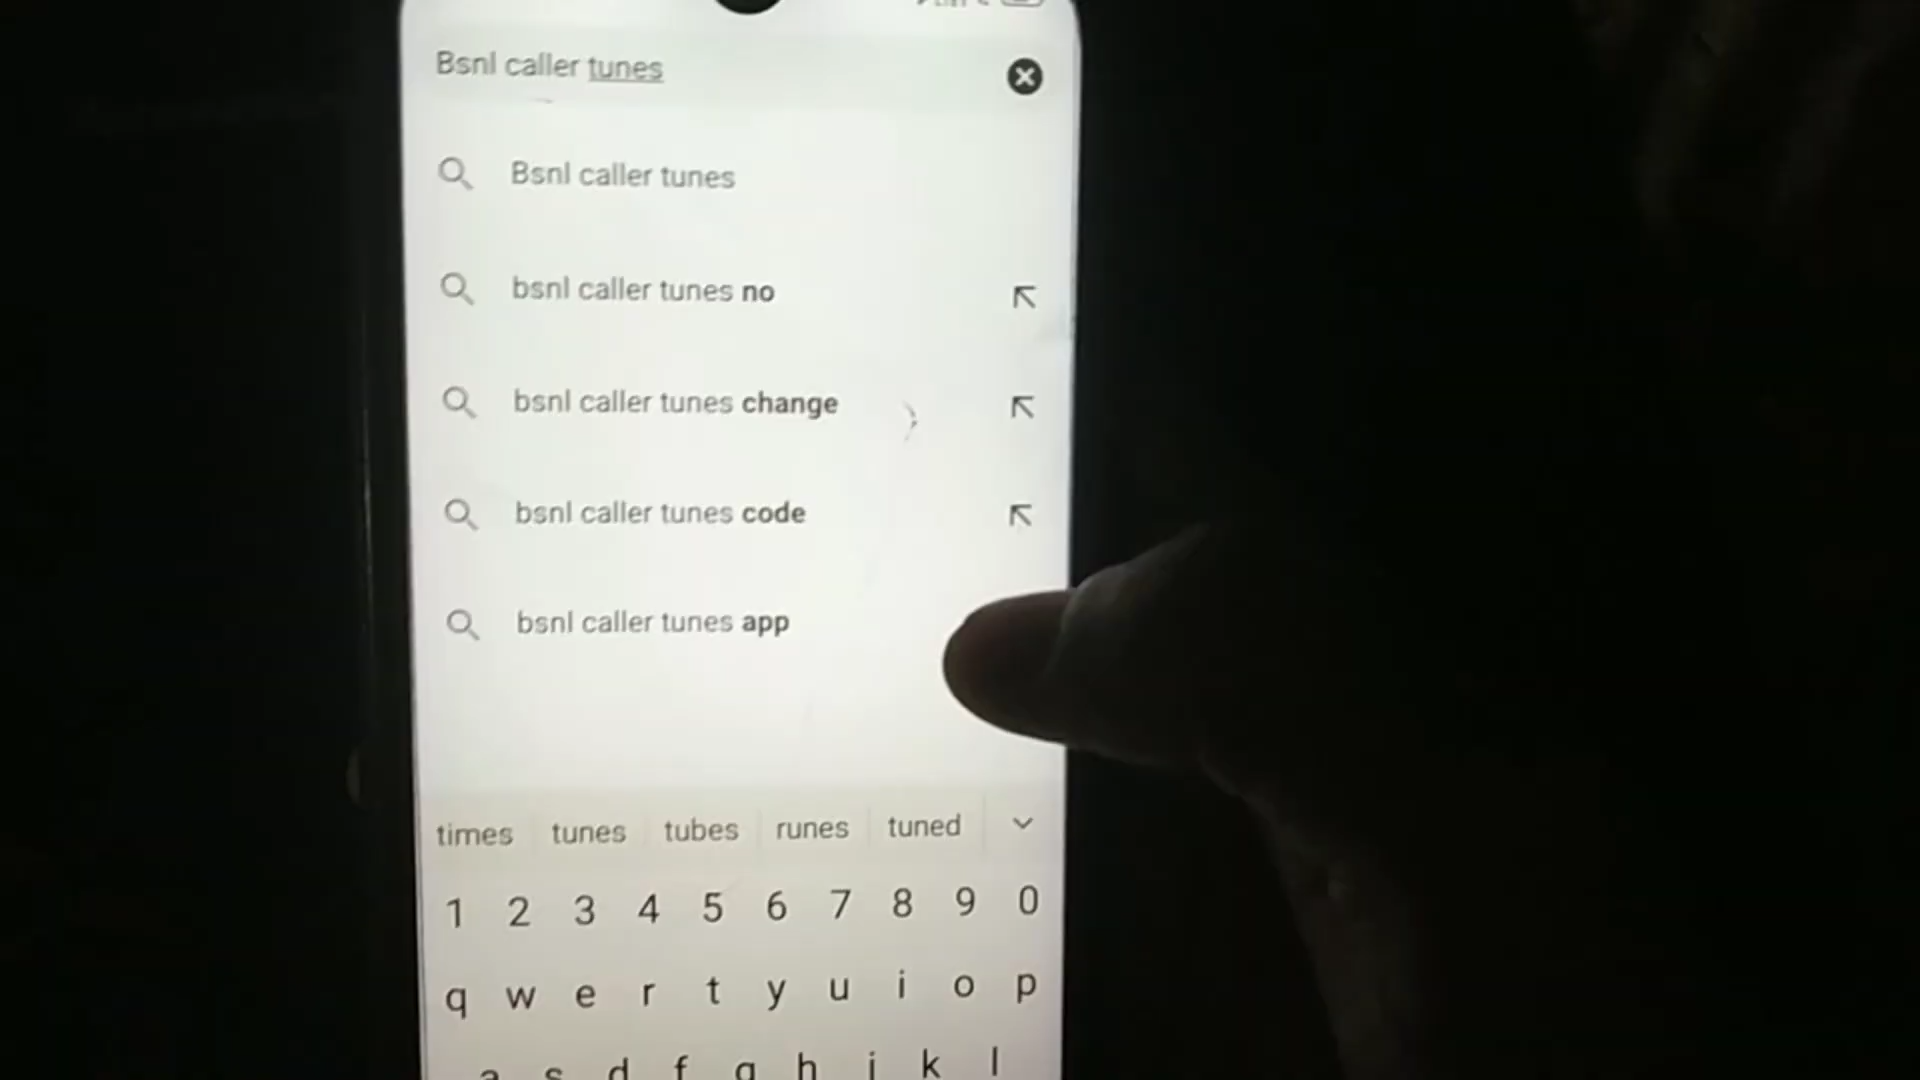 Bsnl caller tunes
Bsnl caller tunes
bsnl caller tunes no
bsnl caller tunes change
bsnl caller tunes code
bsnl caller tunes app
times tunes tubes runes tuned
1 2 3 4 5 6 7 8 9 0
q w e r t y u i o p
a s d f g h j k l